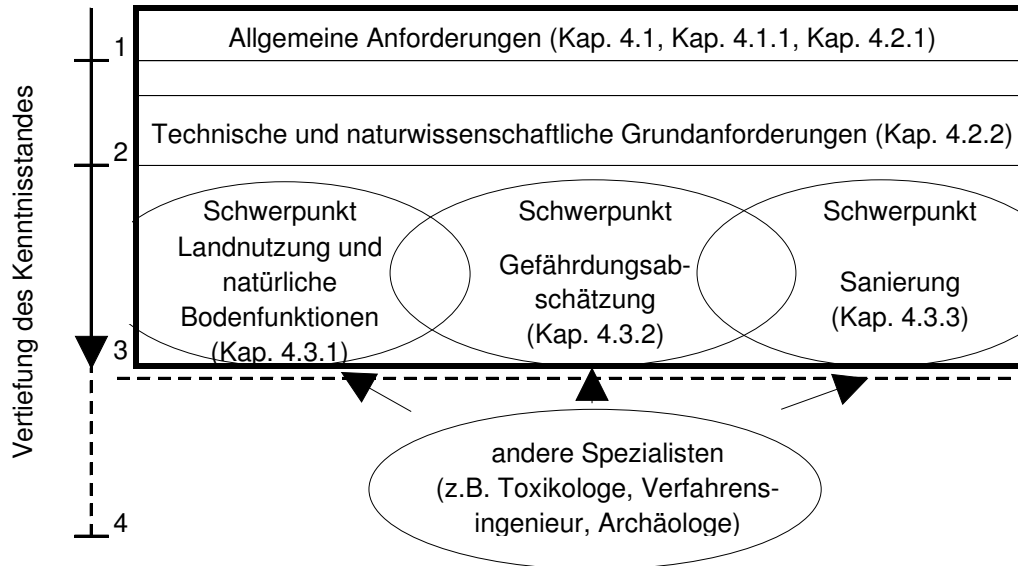 Vertiefung des Kenntnisstandes
1
Allgemeine Anforderungen (Kap. 4.1, Kap. 4.1.1, Kap. 4.2.1)
Technische und naturwissenschaftliche Grundanforderungen (Kap. 4.2.2)
2
Schwerpunkt
Landnutzung und
natürliche
Bodenfunktionen
(Kap. 4.3.1)
Schwerpunkt
Gefährdungsab-
schätzung
(Kap. 4.3.2)
Schwerpunkt
Sanierung
(Kap. 4.3.3)
3
andere Spezialisten
(z.B. Toxikologe, Verfahrens-
ingenieur, Archäologe)
4